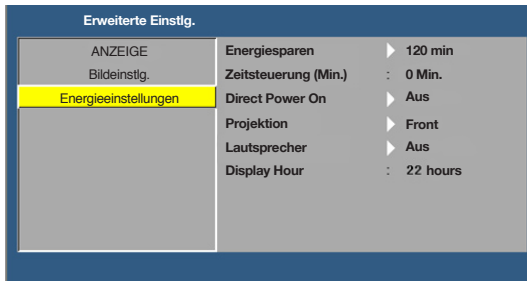 Erweiterte Einstlg.
ANZEIGE
Bildeinstlg.
Energieeinstellungen
Energiesparen 120 min
Zeitsteuerung (Min.) : 0 Min.
Direct Power On Aus
Projektion Front
Lautsprecher Aus
Display Hour : 22 hours